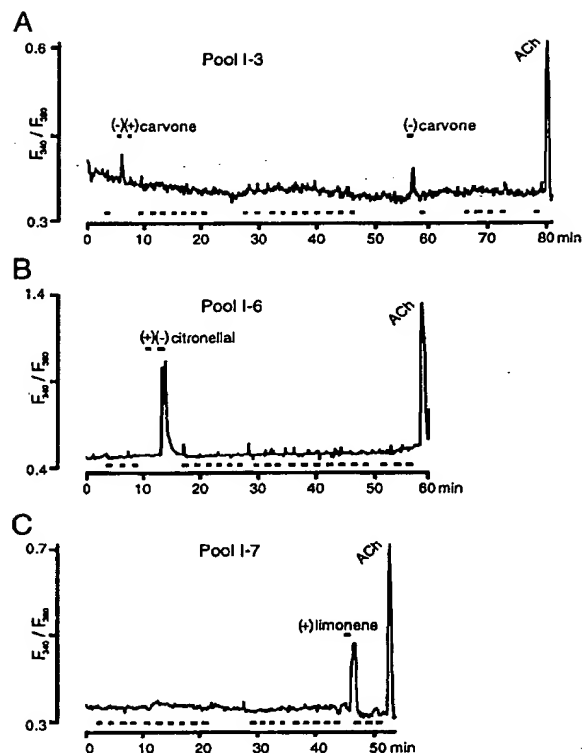 A
0.6
Pool I-3
ACh
(-)(+)carvone
(-)carvone
F340 / F380
0.3
0 10 20 30 40 50 60 70 80 min
B
1.4
Pool I-6
ACh
(+)(-) citronellal
F340 / F380
0.4
0 10 20 30 40 50 60 min
C
0.7
Pool I-7
ACh
(+)limonene
F340 / F380
0.3
0 10 20 30 40 50 min